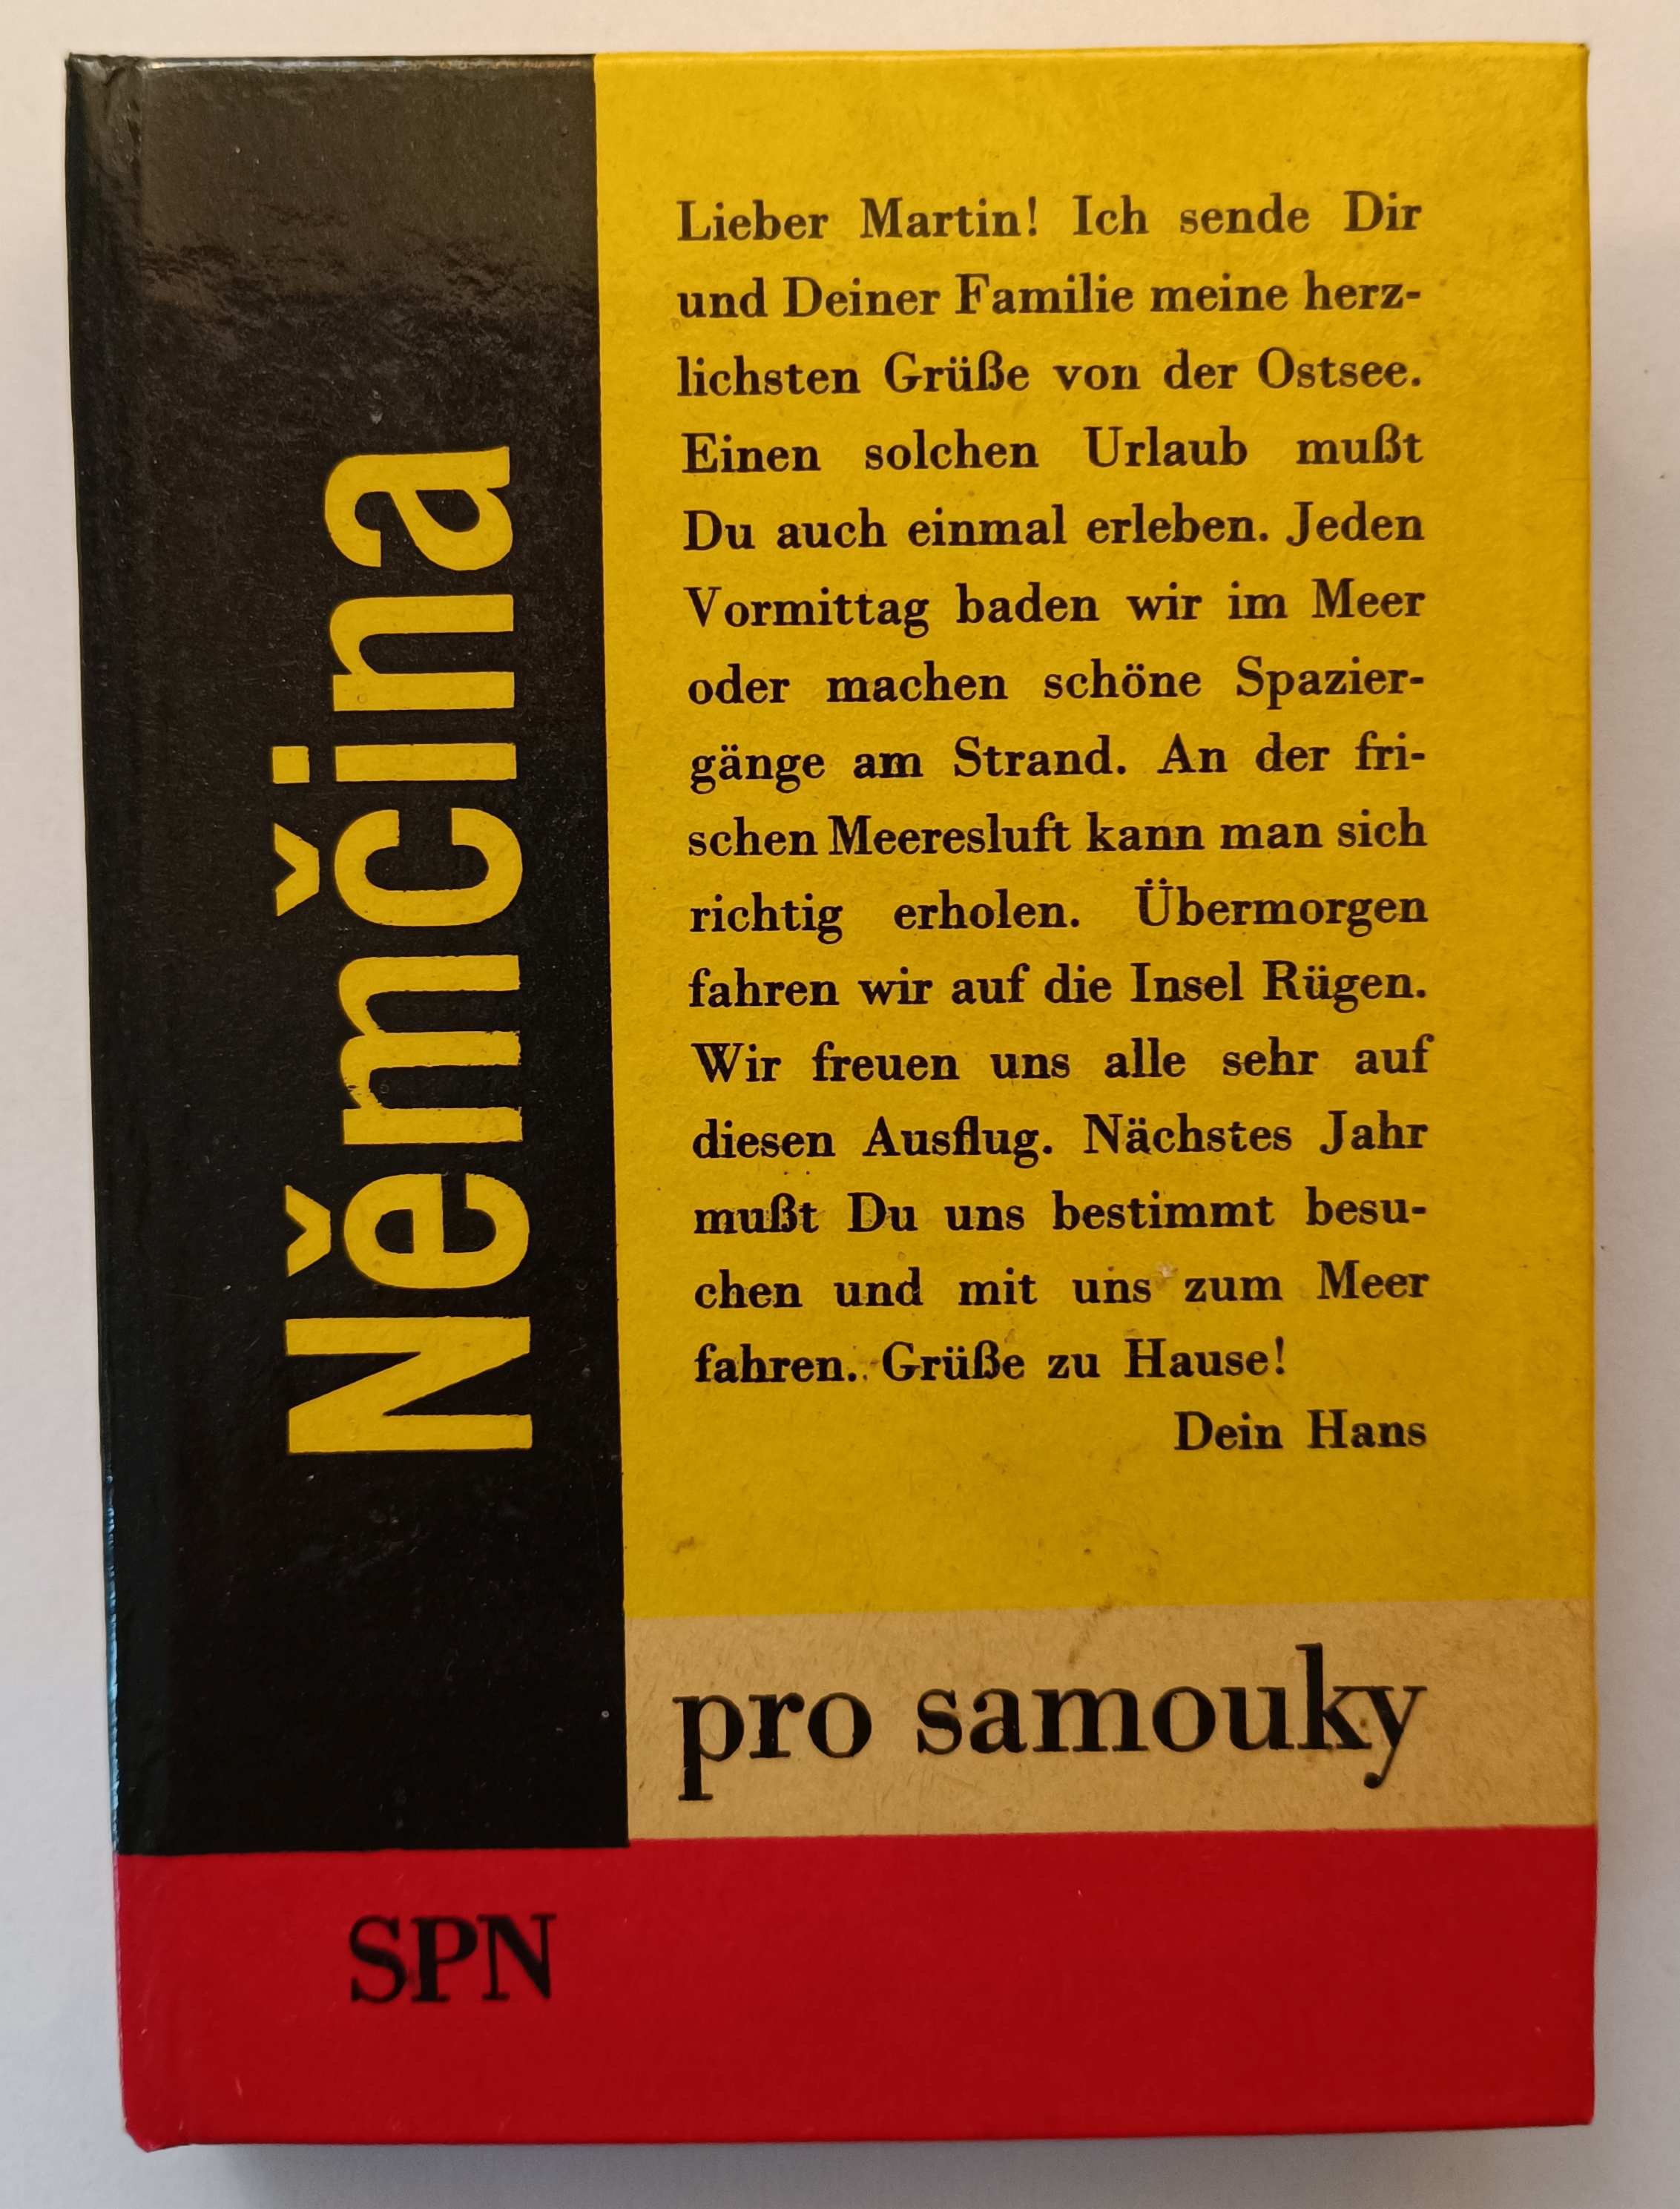 Němčina
Lieber Martin! Ich sende Dir
und Deiner Familie meine herz-
lichsten Grüße von der Ostsee.
Einen solchen Urlaub mußt
Du auch einmal erleben. Jeden
Vormittag baden wir im Meer
oder machen schöne Spazier-
gänge am Strand. An der fri-
schen Meeresluft kann man sich
richtig erholen. Übermorgen
fahren wir auf die Insel Rügen.
Wir freuen uns alle sehr auf
diesen Ausflug. Nächstes Jahr
mußt Du uns bestimmt besu-
chen und mit uns zum Meer
fahren. Grüße zu Hause!
Dein Hans
pro samouky
SPN